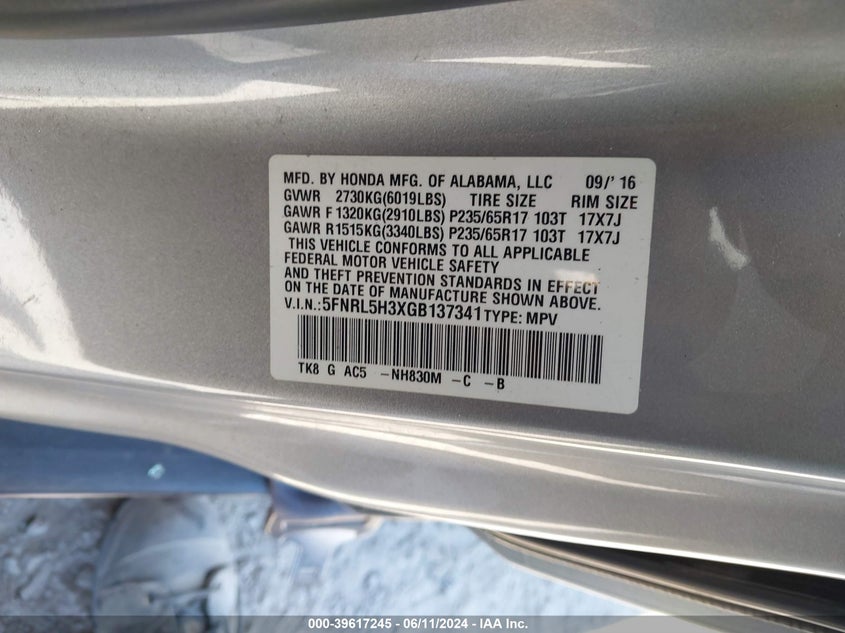 MFD. BY HONDA MFG. OF ALABAMA, LLC 09/' 16
GVWR 2730KG(6019LBS) TIRE SIZE RIM SIZE
GAWR F 1320KG(2910LBS) P235/65R17 103T 17X7J
GAWR R1515KG(3340LBS) P235/65R17 103T 17X7J
THIS VEHICLE CONFORMS TO ALL APPLICABLE
FEDERAL MOTOR VEHICLE SAFETY
AND THEFT PREVENTION STANDARDS IN EFFECT
ON DATE OF MANUFACTURE SHOWN ABOVE.
V.I.N.:5FNRL5H3XGB137341 TYPE: MPV
TK8 G AC5 -NH830M -C -B
000-39617245 - 06/11/2024 - IAA Inc.